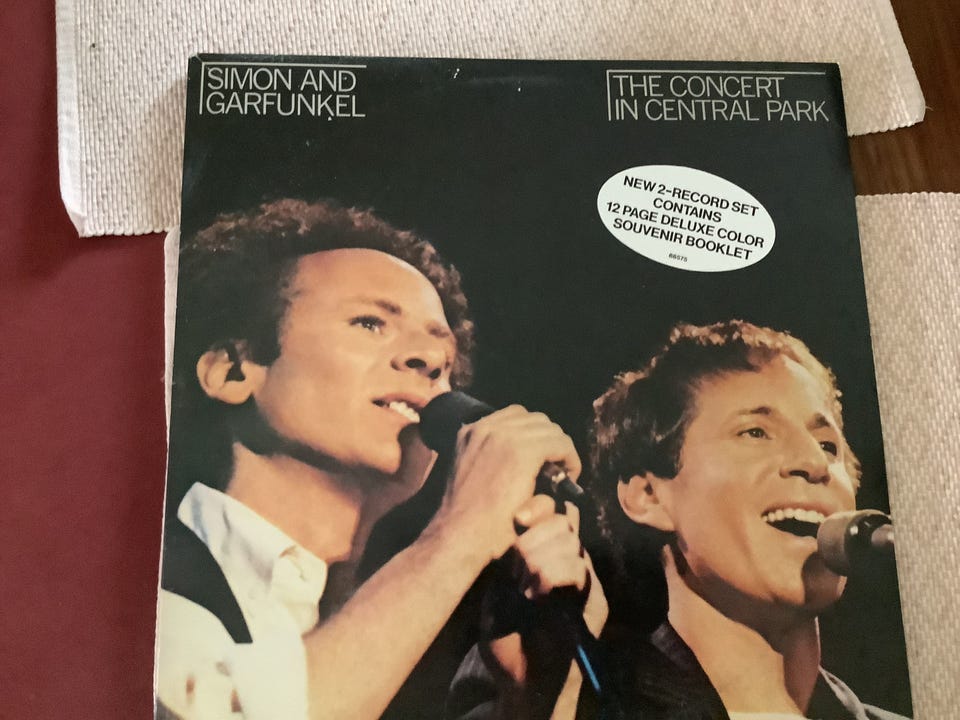 SIMON AND
GARFUNKEL
THE CONCERT
IN CENTRAL PARK
NEW 2-RECORD SET
CONTAINS
12 PAGE DELUXE COLOR
SOUVENIR BOOKLET
88575